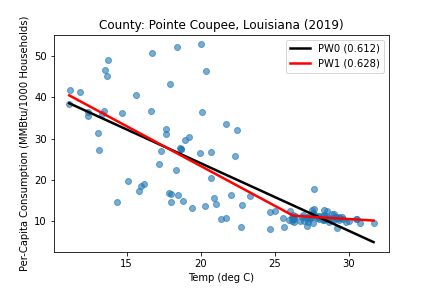 County: Pointe Coupee, Louisiana (2019)
Per-Capita Consumption (MMBtu/1000 Households)
50
40
30
20
10
PW0 (0.612)
PW1 (0.628)
15
20
25
30
Temp (deg C)